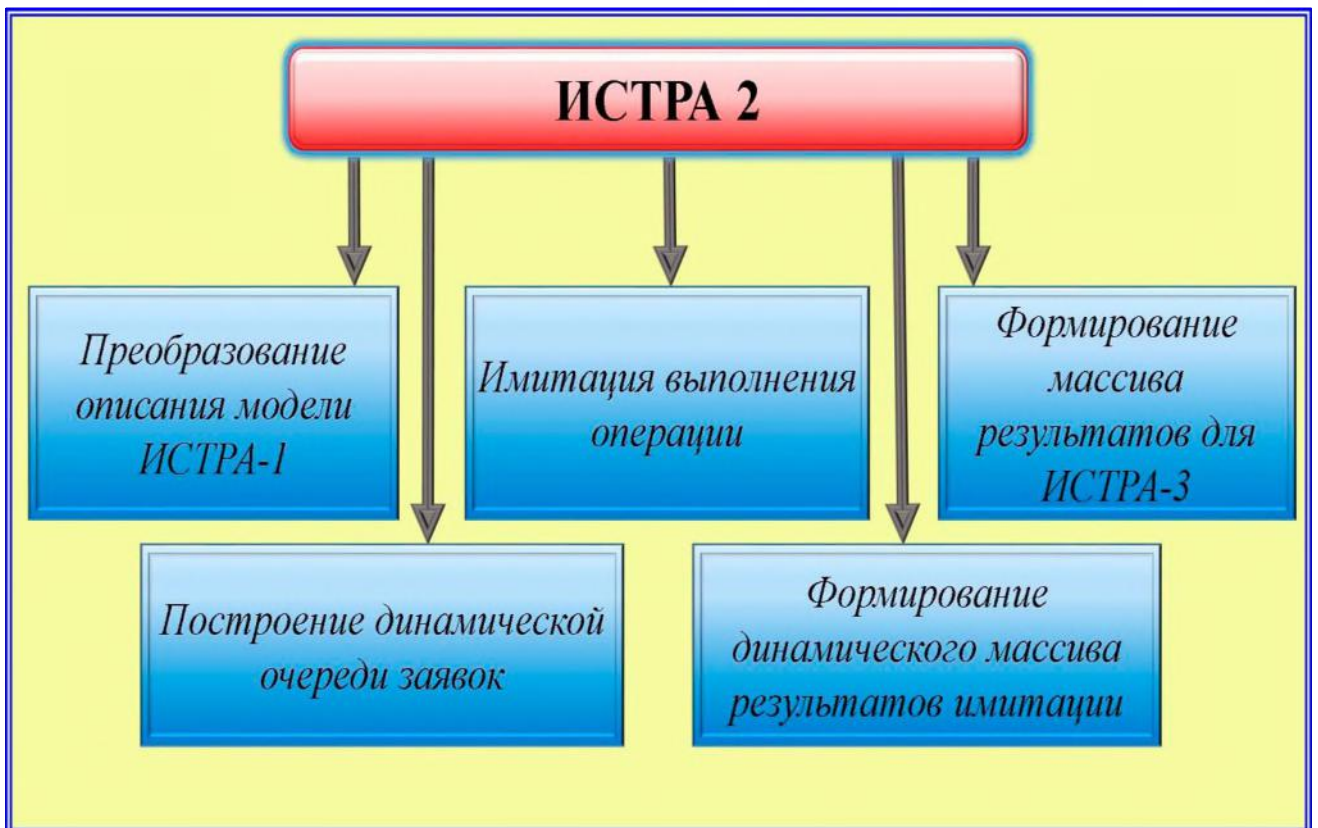 ИСТРА 2
Преобразование
описания модели
ИСТРА-1
Имитация выполнения
операции
Формирование
массива
результатов для
ИСТРА-3
Построение динамической
очереди заявок
Формирование
динамического массива
результатов имитации